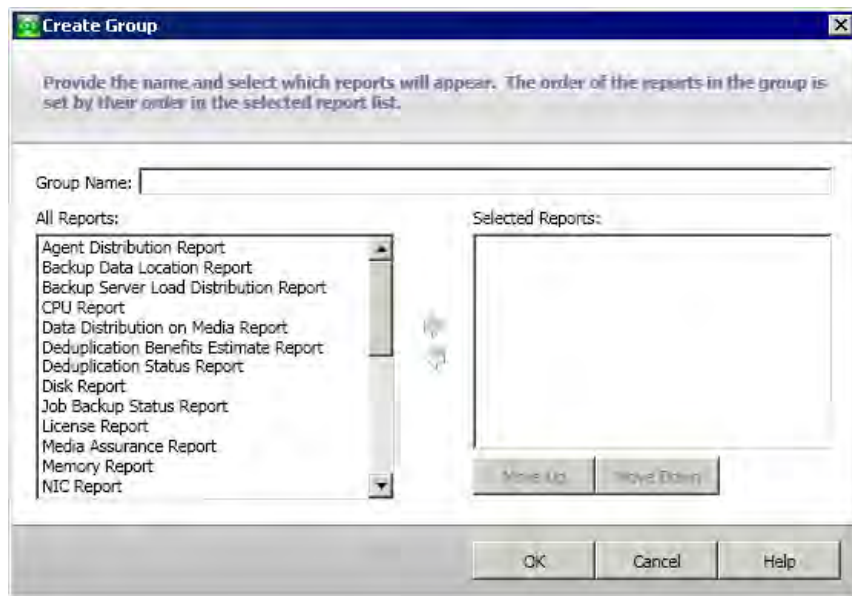 Create Group
Provide the name and select which reports will appear. The order of the reports in the group is
set by their order in the selected report list.
Group Name:
All Reports:
Selected Reports:
Agent Distribution Report
Backup Data Location Report
Backup Server Load Distribution Report
CPU Report
Data Distribution on Media Report
Deduplication Benefits Estimate Report
Deduplication Status Report
Disk Report
Job Backup Status Report
License Report
Media Assurance Report
Memory Report
NIC Report
Move Up
Move Down
OK
Cancel
Help